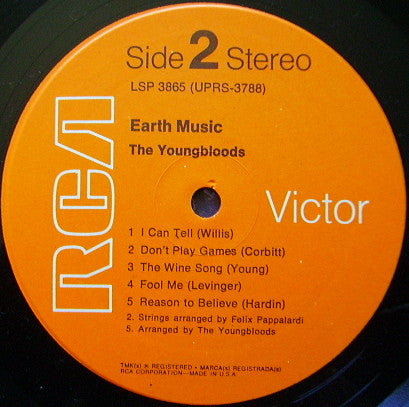 Side 2 Stereo
LSP 3865 (UPRS-3788)
Earth Music
The Youngbloods
RCA
Victor
1 I Can Tell (Willis)
2 Don't Play Games (Corbitt)
3 The Wine Song (Young)
4 Fool Me (Levinger)
5 Reason to Believe (Hardin)
2. Strings arranged by Felix Pappalardi
5. Arranged by The Youngbloods
TMK(s) ® REGISTERED • MARCA(s) REGISTRADA(s)
RCA CORPORATION—MADE IN U.S.A.